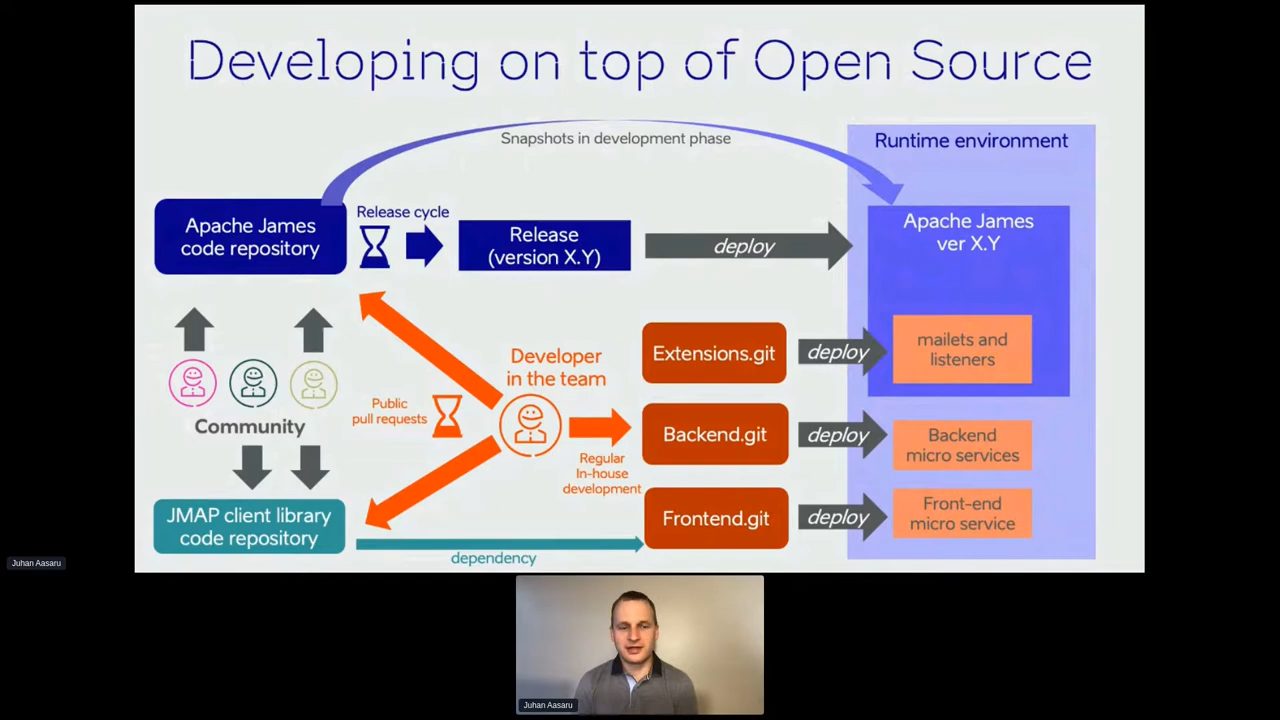 Developing on top of Open Source
Snapshots in development phase
Runtime environment
Apache James
code repository
Release cycle
Release
(version X.Y)
deploy
Apache James
ver X.Y
Developer
in the team
Extensions.git
deploy
mailets and
listeners
Public
pull requests
Community
Backend.git
deploy
Backend
micro services
Regular
In-house
development
JMAP client library
code repository
Frontend.git
deploy
Front-end
micro service
dependency
Juhan Aasaru
Juhan Aasaru